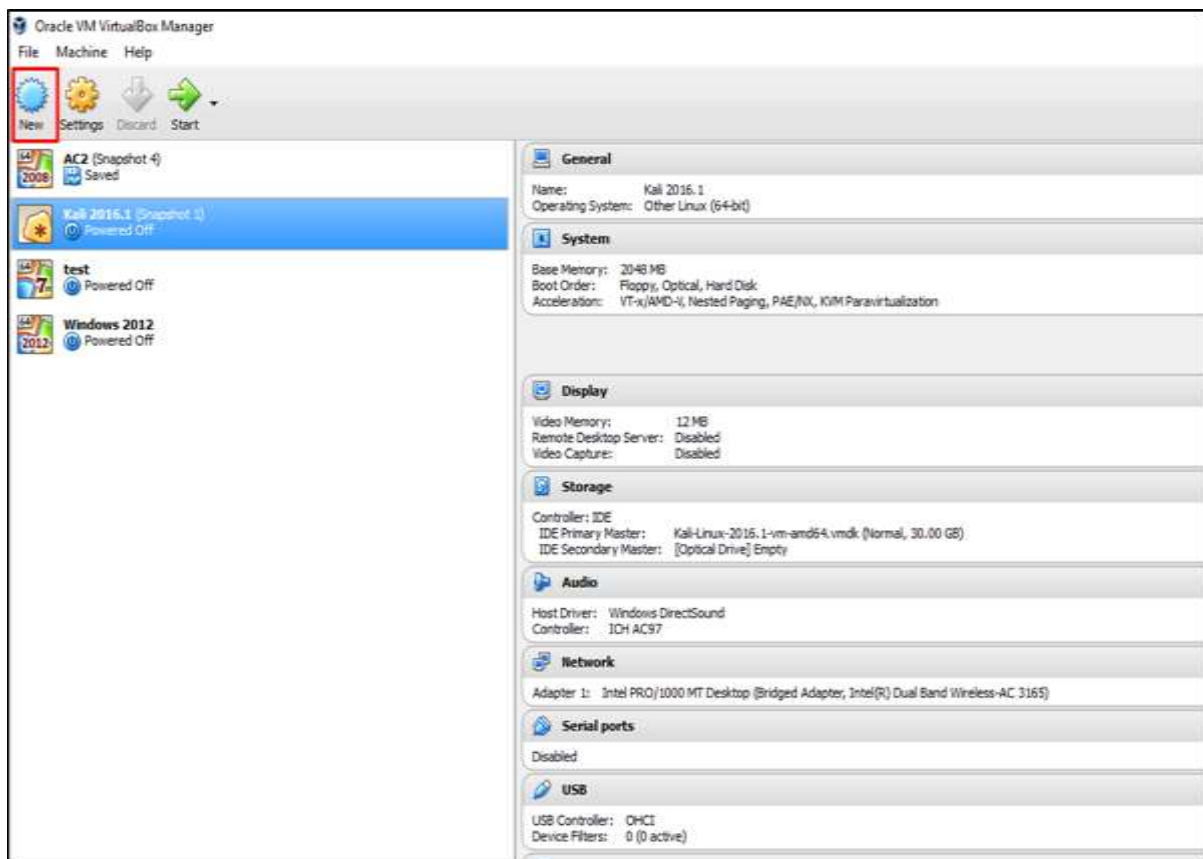 Oracle VM VirtualBox Manager
File Machine Help
New Settings Discard Start
64 2008 AC2 (Snapshot 4)
Saved
Kali 2016.1 (Snapshot 1)
Powered Off
64 7 test
Powered Off
64 2012 Windows 2012
Powered Off
General
Name: Kali 2016.1
Operating System: Other Linux (64-bit)
System
Base Memory: 2048 MB
Boot Order: Floppy, Optical, Hard Disk
Acceleration: VT-x/AMD-V, Nested Paging, PAE/NX, KVM Paravirtualization
Display
Video Memory: 12 MB
Remote Desktop Server: Disabled
Video Capture: Disabled
Storage
Controller: IDE
IDE Primary Master: Kali-Linux-2016.1-vm-amd64.vmdk (Normal, 30.00 GB)
IDE Secondary Master: [Optical Drive] Empty
Audio
Host Driver: Windows DirectSound
Controller: ICH AC97
Network
Adapter 1: Intel PRO/1000 MT Desktop (Bridged Adapter, Intel(R) Dual Band Wireless-AC 3165)
Serial ports
Disabled
USB
USB Controller: OHCI
Device Filters: 0 (0 active)